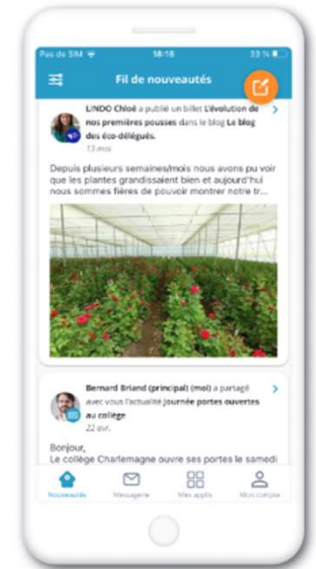 Pas de SIM 18:18 33 %
Fil de nouveautés
LINDO Chloé a publié un billet L'évolution de
nos premières pousses dans le blog Le blog
des éco-délégués.
13 mai
Depuis plusieurs semaines/mois nous avons pu voir
que les plantes grandissaient bien et aujourd'hui
nous sommes fières de pouvoir montrer notre tr...
Bernard Briand (principal) (moi) a partagé
avec vous l'actualité Journée portes ouvertes
au collège
22 avr.
Bonjour,
Le collège Charlemagne ouvre ses portes le samedi
Nouveautés Messagerie Mes applis Mon compte